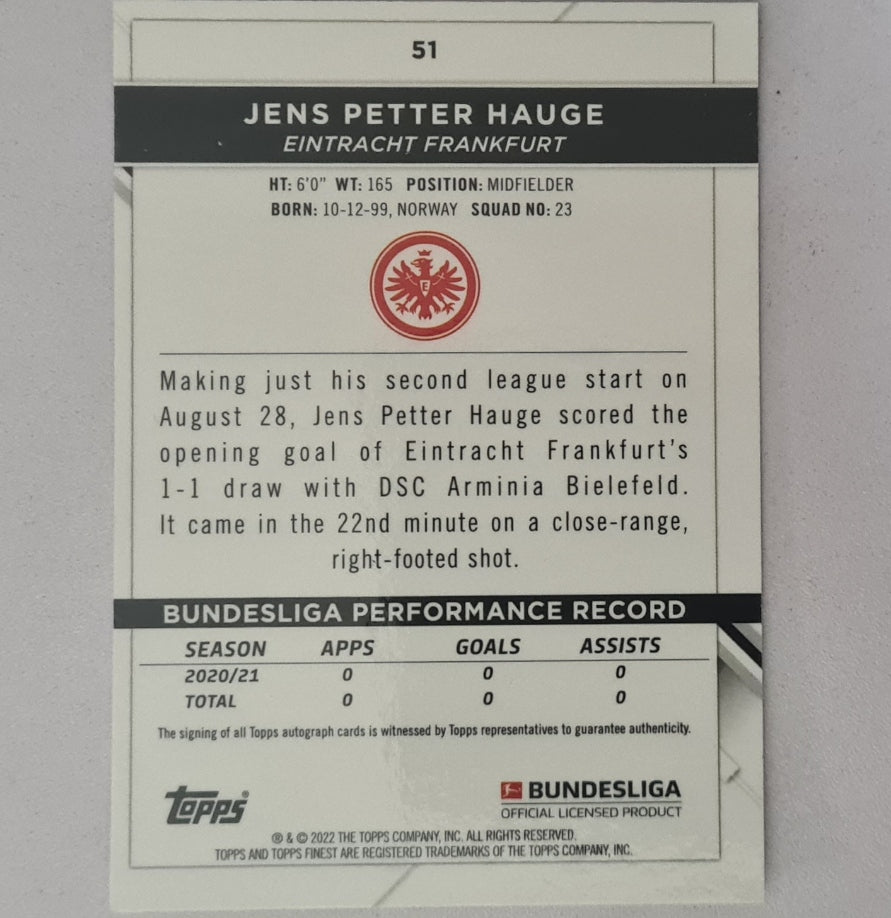 51
JENS PETTER HAUGE
EINTRACHT FRANKFURT
HT: 6'0" WT: 165 POSITION: MIDFIELDER
BORN: 10-12-99, NORWAY SQUAD NO: 23
E
Making just his second league start on
August 28, Jens Petter Hauge scored the
opening goal of Eintracht Frankfurt's
1-1 draw with DSC Arminia Bielefeld.
It came in the 22nd minute on a close-range,
right-footed shot.
BUNDESLIGA PERFORMANCE RECORD
SEASON APPS GOALS ASSISTS
2020/21 0 0 0
TOTAL 0 0 0
The signing of all Topps autograph cards is witnessed by Topps representatives to guarantee authenticity.
topps®
BUNDESLIGA
OFFICIAL LICENSED PRODUCT
® & © 2022 THE TOPPS COMPANY, INC. ALL RIGHTS RESERVED.
TOPPS AND TOPPS FINEST ARE REGISTERED TRADEMARKS OF THE TOPPS COMPANY, INC.